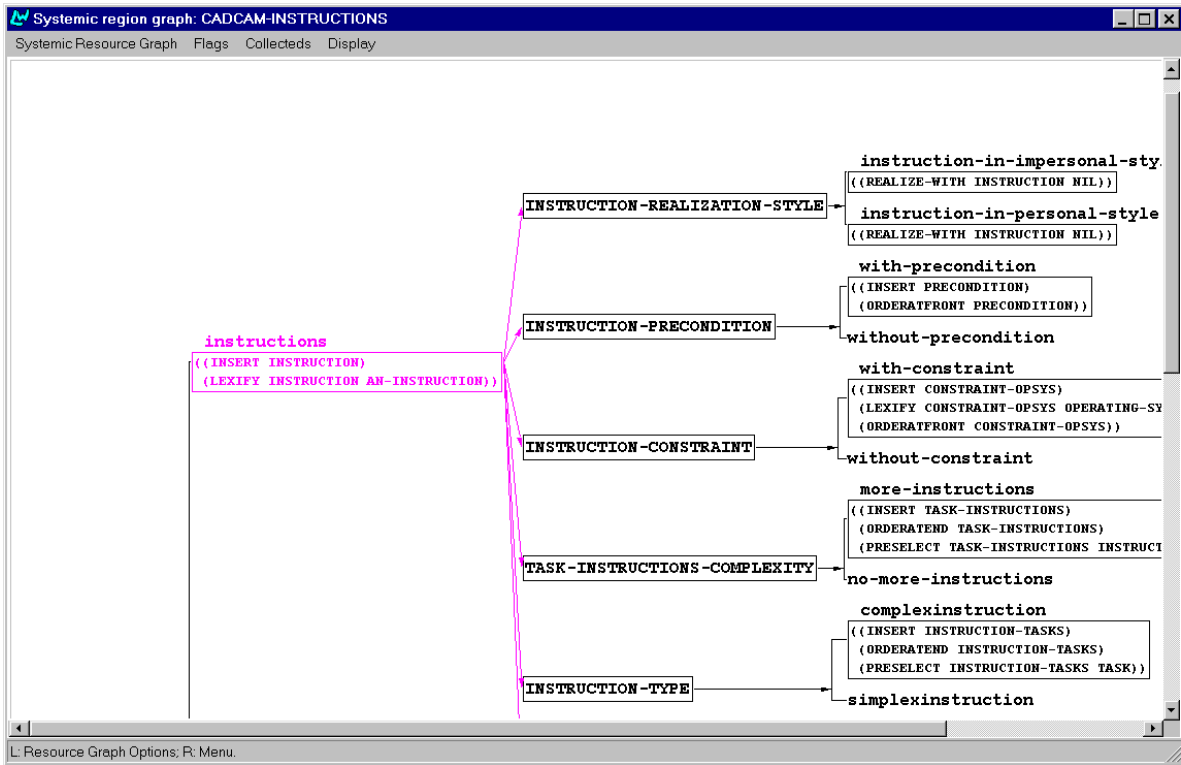 Systemic region graph: CADCAM-INSTRUCTIONS
Systemic Resource Graph Flags Collecteds Display
instruction-in-impersonal-sty
((REALIZE-WITH INSTRUCTION NIL))
INSTRUCTION-REALIZATION-STYLE
instruction-in-personal-style
((REALIZE-WITH INSTRUCTION NIL))
with-precondition
((INSERT PRECONDITION)
(ORDERATFRONT PRECONDITION))
INSTRUCTION-PRECONDITION
without-precondition
instructions
((INSERT INSTRUCTION)
(LEXIFY INSTRUCTION AN-INSTRUCTION))
with-constraint
((INSERT CONSTRAINT-OPSYS)
(LEXIFY CONSTRAINT-OPSYS OPERATING-SY
(ORDERATFRONT CONSTRAINT-OPSYS))
INSTRUCTION-CONSTRAINT
without-constraint
more-instructions
((INSERT TASK-INSTRUCTIONS)
(ORDERATEND TASK-INSTRUCTIONS)
(PRESELECT TASK-INSTRUCTIONS INSTRUCT
TASK-INSTRUCTIONS-COMPLEXITY
no-more-instructions
complexinstruction
((INSERT INSTRUCTION-TASKS)
(ORDERATEND INSTRUCTION-TASKS)
(PRESELECT INSTRUCTION-TASKS TASK))
INSTRUCTION-TYPE
simplexinstruction
L: Resource Graph Options; R: Menu.